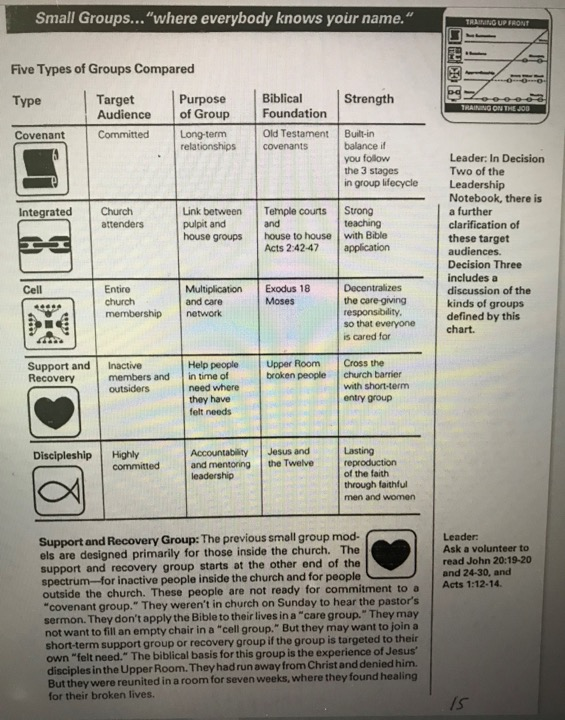 Small Groups..."where everybody knows your name."
TRAINING UP FRONT
TRAINING ON THE JOB
Five Types of Groups Compared
Type
Target
Audience
Purpose
of Group
Biblical
Foundation
Strength
Covenant
Committed
Long-term
relationships
Old Testament
covenants
Built-in
balance if
you follow
the 3 stages
in group lifecycle
Integrated
Church
attenders
Link between
pulpit and
house groups
Temple courts
and
house to house
Acts 2:42-47
Strong
teaching
with Bible
application
Cell
Entire
church
membership
Multiplication
and care
network
Exodus 18
Moses
Decentralizes
the care-giving
responsibility,
so that everyone
is cared for
Support and
Recovery
Inactive
members and
outsiders
Help people
in time of
need where
they have
felt needs
Upper Room
broken people
Cross the
church barrier
with short-term
entry group
Discipleship
Highly
committed
Accountability
and mentoring
leadership
Jesus and
the Twelve
Lasting
reproduction
of the faith
through faithful
men and women
Leader: In Decision
Two of the
Leadership
Notebook, there is
a further
clarification of
these target
audiences.
Decision Three
includes a
discussion of the
kinds of groups
defined by this
chart.
Support and Recovery Group: The previous small group mod-
els are designed primarily for those inside the church. The
support and recovery group starts at the other end of the
spectrum—for inactive people inside the church and for people
outside the church. These people are not ready for commitment to a
"covenant group." They weren't in church on Sunday to hear the pastor's
sermon. They don't apply the Bible to their lives in a "care group." They may
not want to fill an empty chair in a "cell group." But they may want to join a
short-term support group or recovery group if the group is targeted to their
own "felt need." The biblical basis for this group is the experience of Jesus'
disciples in the Upper Room. They had run away from Christ and denied him.
But they were reunited in a room for seven weeks, where they found healing
for their broken lives.
Leader:
Ask a volunteer to
read John 20:19-20
and 24-30, and
Acts 1:12-14.
15